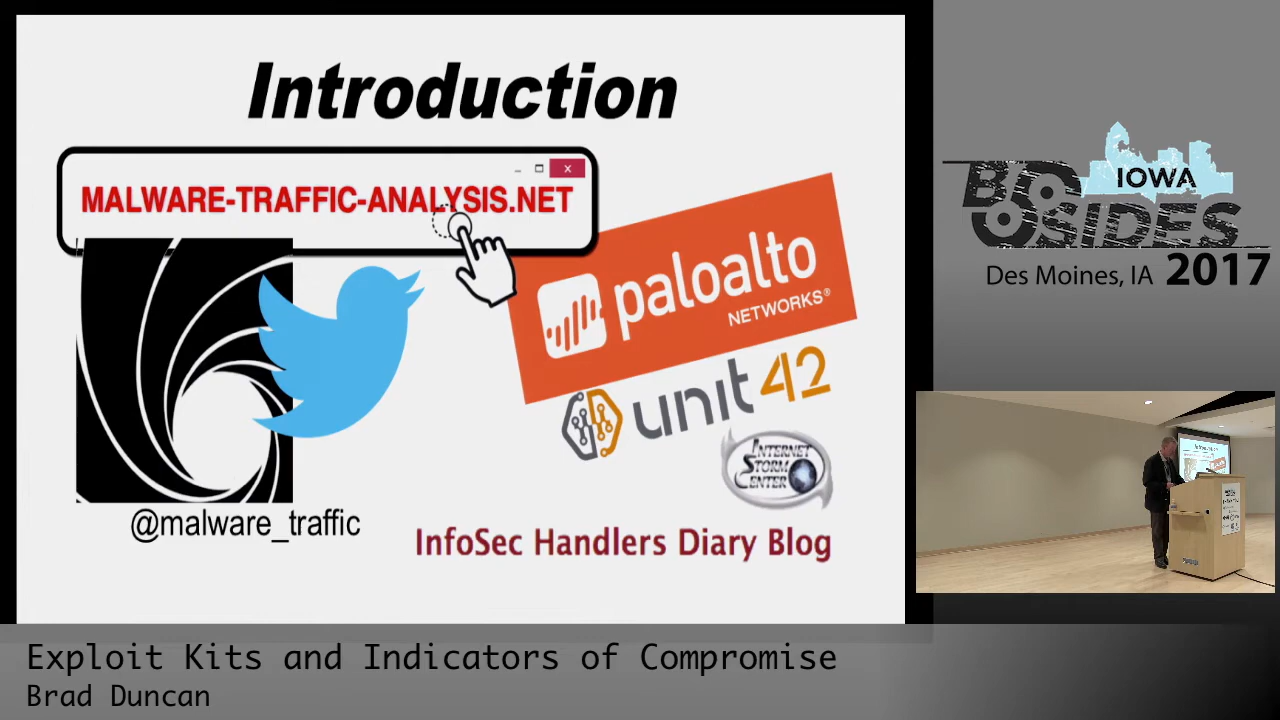 Introduction
MALWARE-TRAFFIC-ANALYSIS.NET
paloalto
NETWORKS®
unit 42
INTERNET
STORM
CENTER
@malware_traffic
InfoSec Handlers Diary Blog
BSIDES
IOWA
Des Moines, IA 2017
Introduction
Exploit Kits and Indicators of Compromise
Brad Duncan